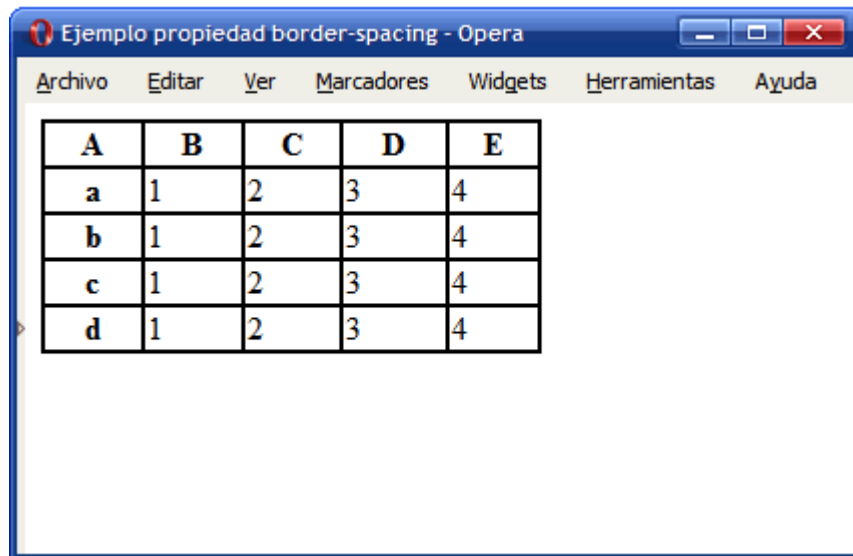 Ejemplo propiedad border-spacing - Opera
Archivo Editar Ver Marcadores Widgets Herramientas Ayuda
A B C D E
a 1 2 3 4
b 1 2 3 4
c 1 2 3 4
d 1 2 3 4